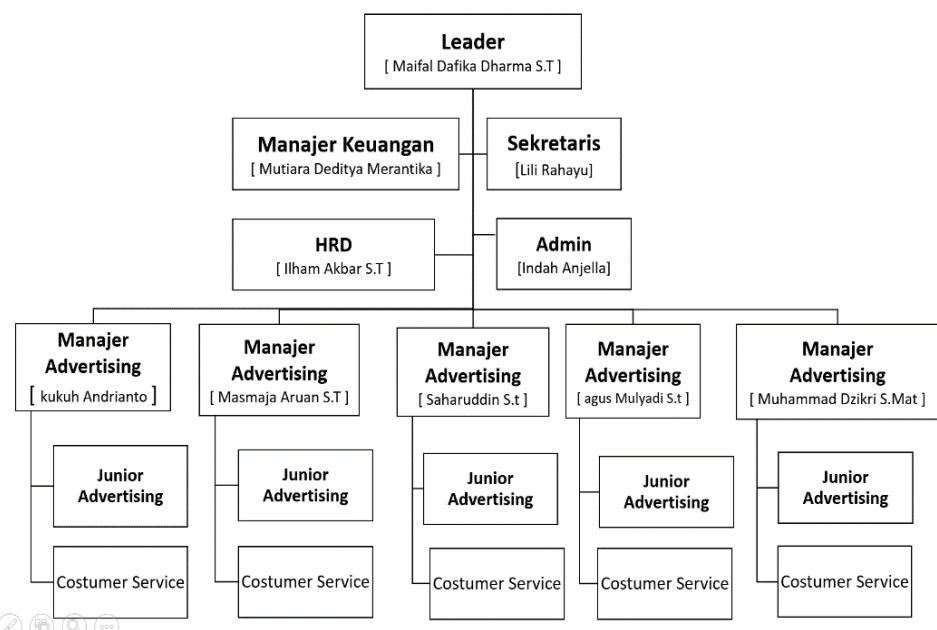 Leader
[ Maifal Dafika Dharma S.T ]
Manajer Keuangan
[ Mutiara Deditya Merantika ]
Sekretaris
[Lili Rahayu]
HRD
[ Ilham Akbar S.T ]
Admin
[Indah Anjella]
Manajer
Advertising
[ kukuh Andrianto ]
Manajer
Advertising
[ Masmaja Aruan S.T ]
Manajer
Advertising
[ Saharuddin S.t ]
Manajer
Advertising
[ agus Mulyadi S.t ]
Manajer
Advertising
[ Muhammad Dzikri S.Mat ]
Junior
Advertising
Junior
Advertising
Junior
Advertising
Junior
Advertising
Junior
Advertising
Costumer Service
Costumer Service
Costumer Service
Costumer Service
Costumer Service